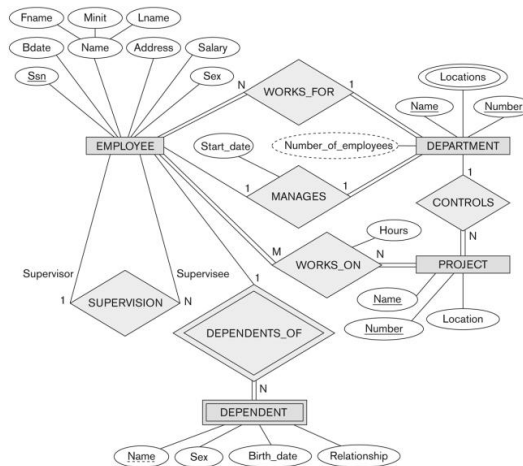 Fname
Minit
Lname
Bdate
Name
Address
Salary
Ssn
Sex
N
WORKS_FOR
1
Locations
Name
Number
EMPLOYEE
Start_date
Number_of_employees
DEPARTMENT
1
MANAGES
1
1
CONTROLS
N
Hours
M
WORKS_ON
N
PROJECT
Supervisor
Supervisee
1
SUPERVISION
N
1
Name
Number
Location
DEPENDENTS_OF
N
DEPENDENT
Name
Sex
Birth_date
Relationship